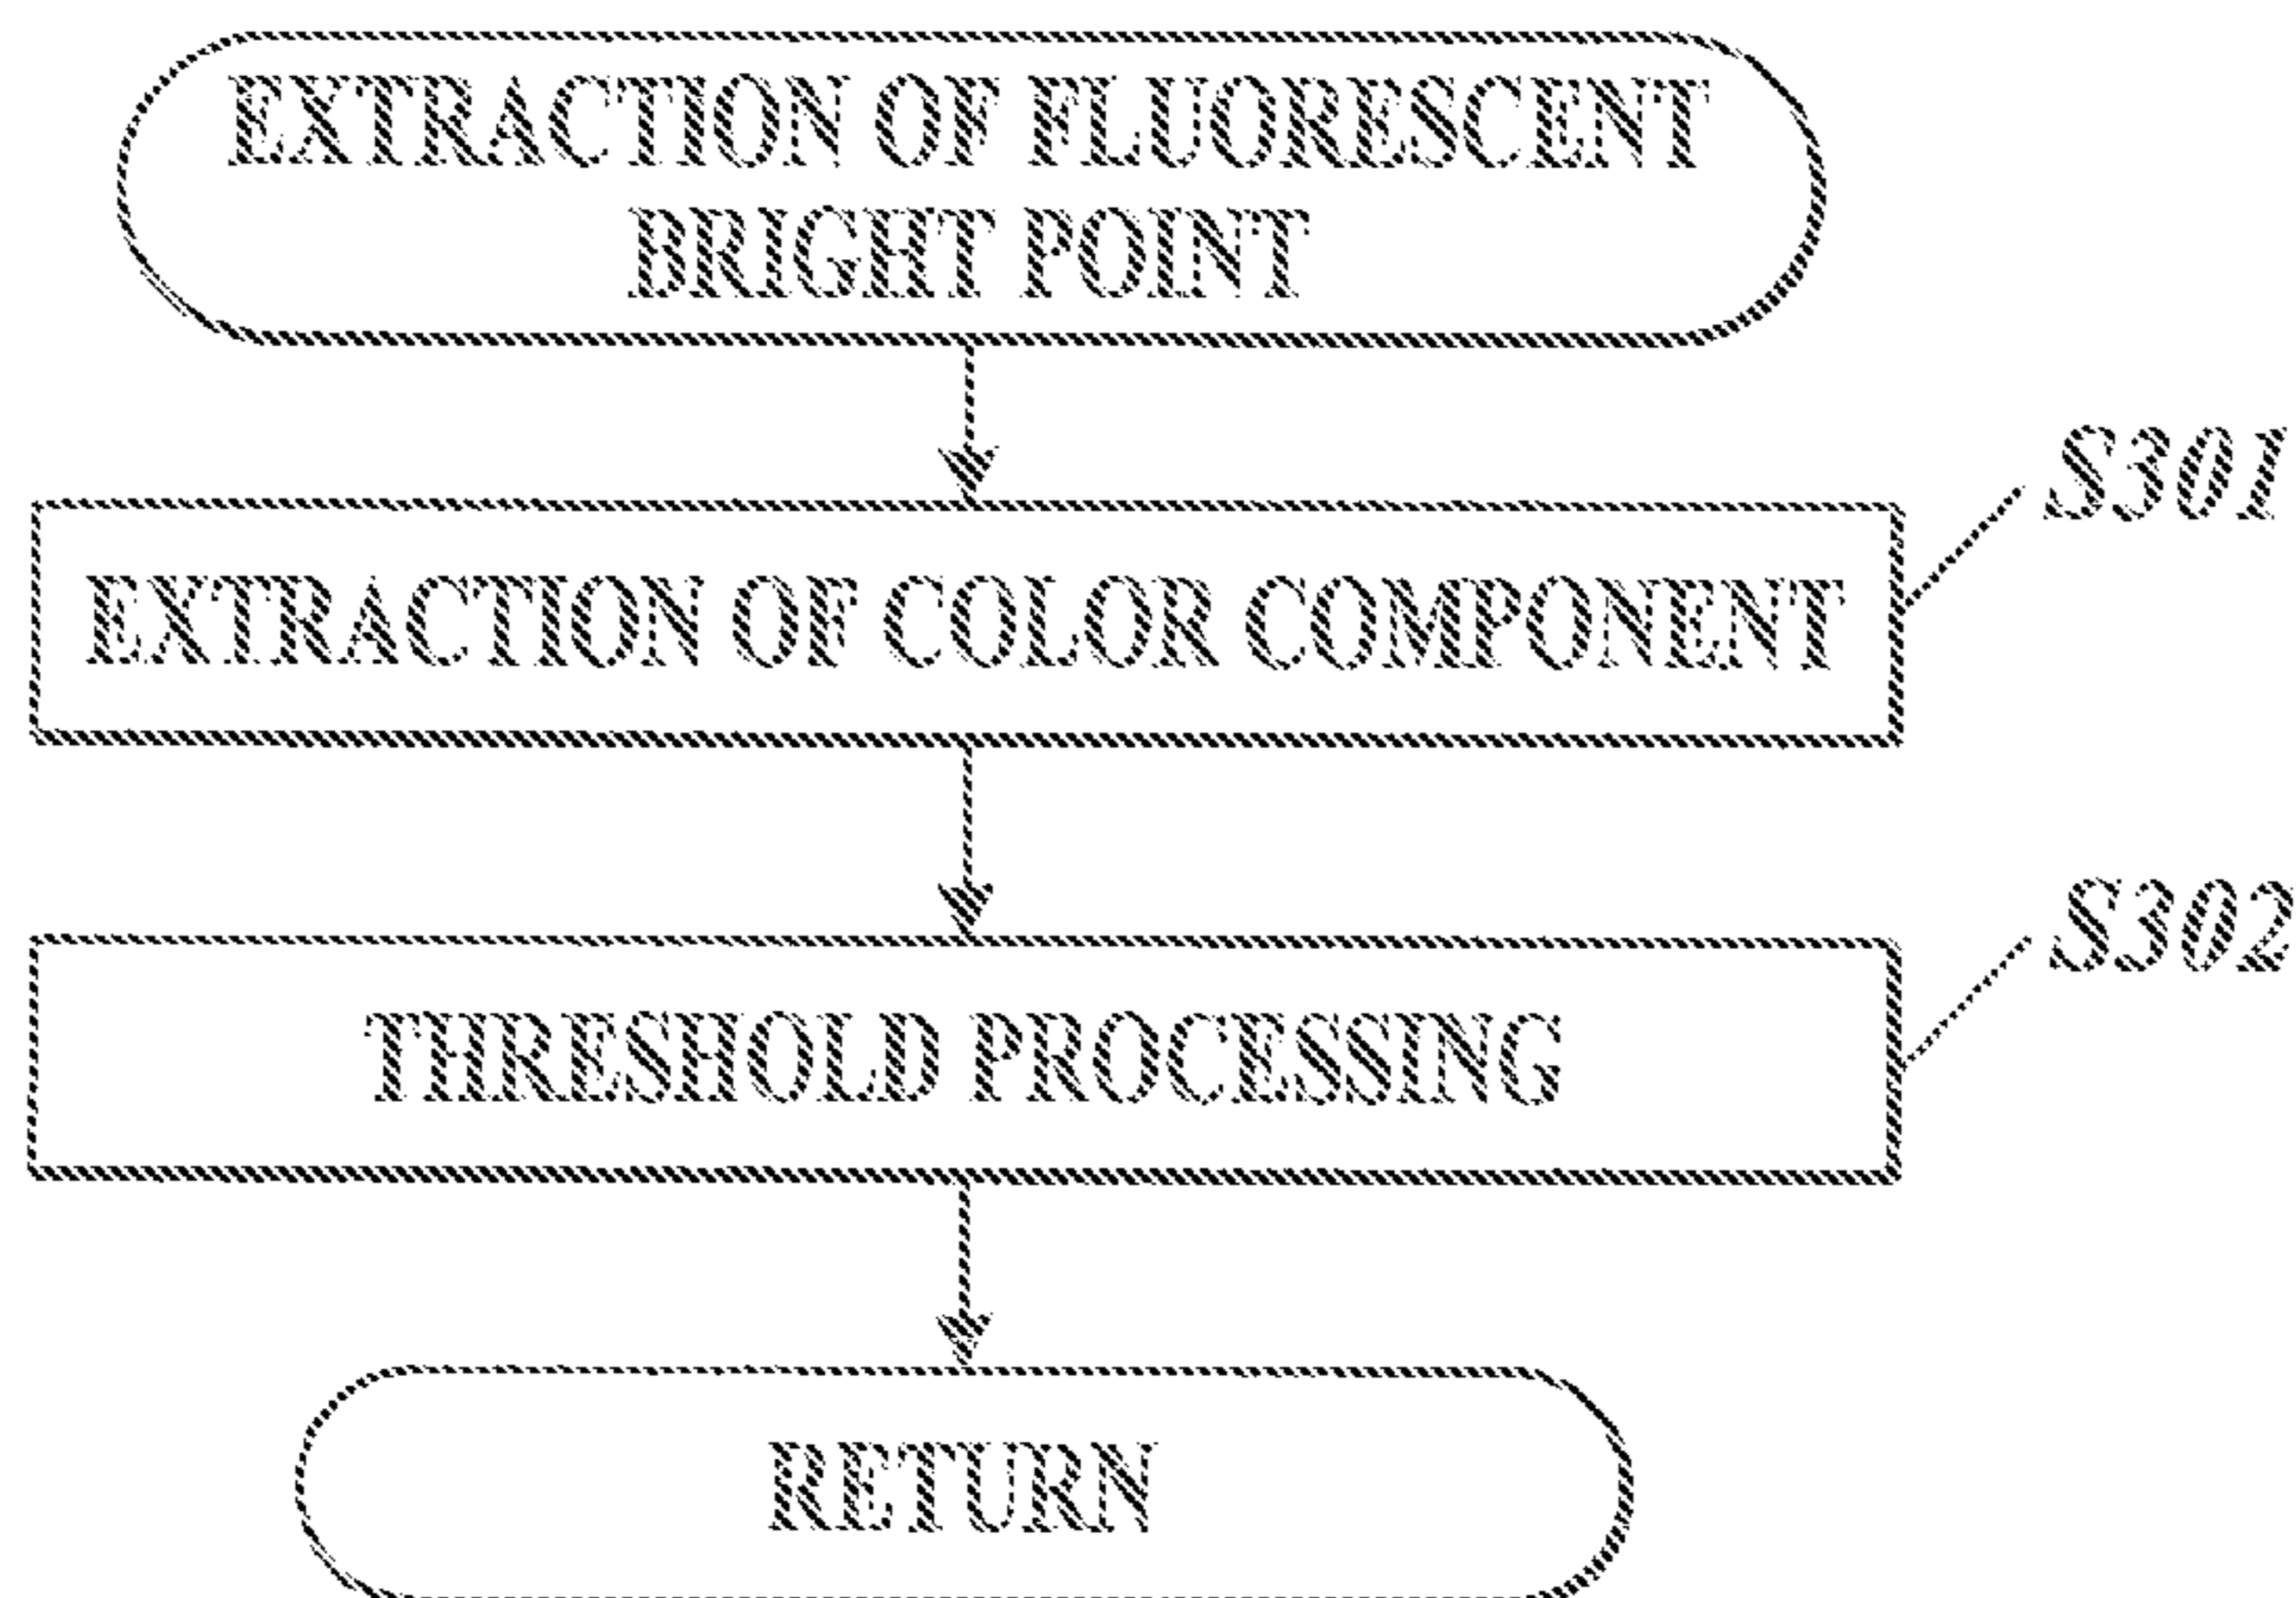 EXTRACTION OF FLUORESCENT
BRIGHT POINT
S301
EXTRACTION OF COLOR COMPONENT
S302
THRESHOLD PROCESSING
RETURN